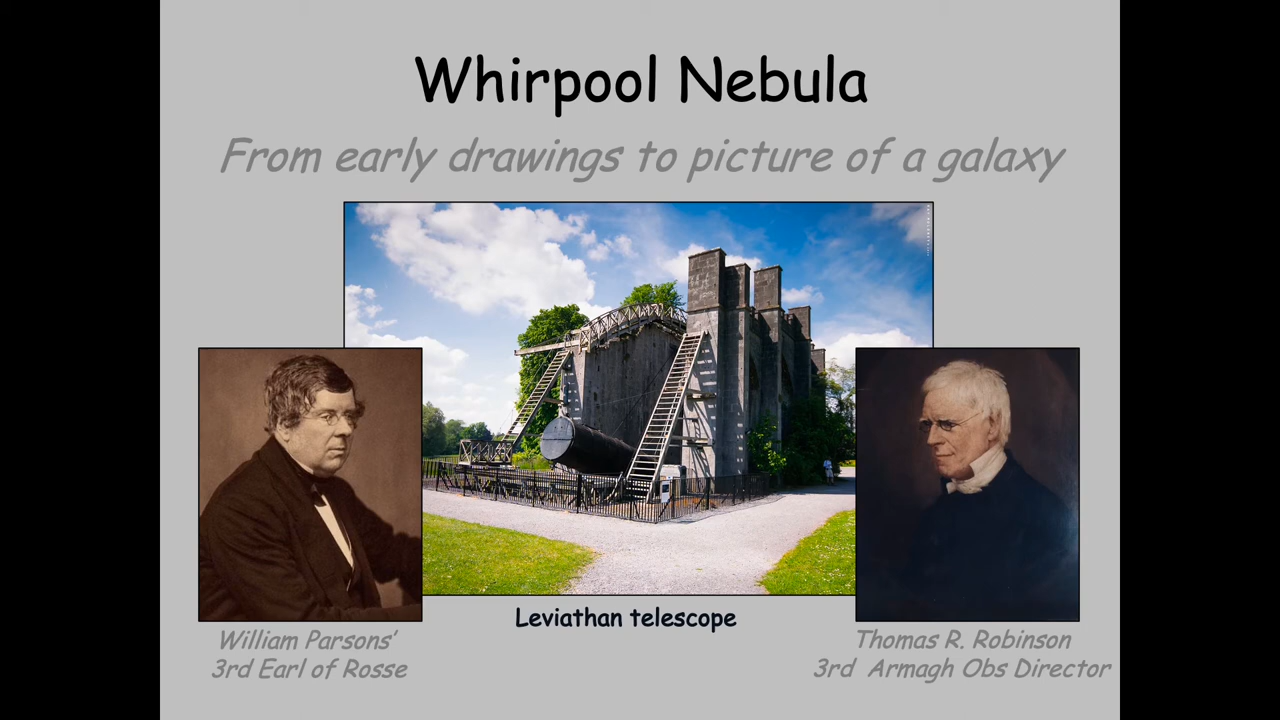 Whirpool Nebula
From early drawings to picture of a galaxy
Leviathan telescope
William Parsons’
3rd Earl of Rosse
Thomas R. Robinson
3rd  Armagh Obs Director